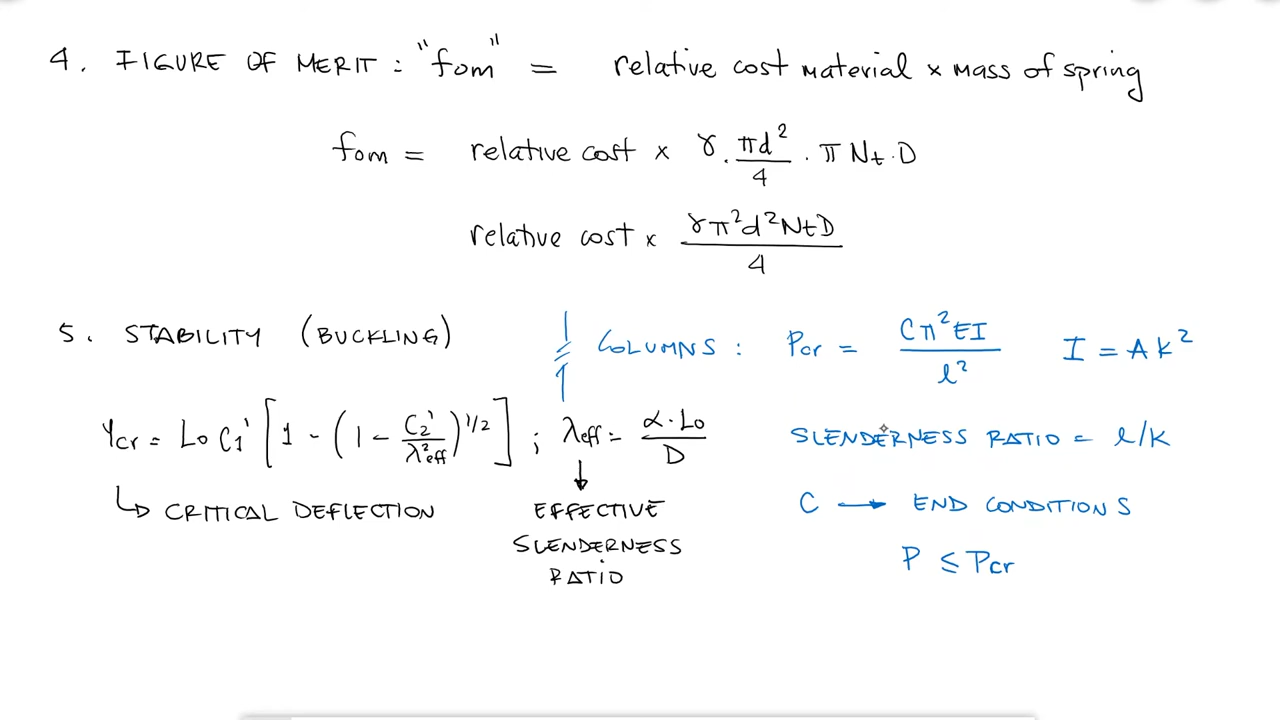 4. FIGURE OF MERIT: "fom" = relative cost material x mass of spring
fom = relative cost x γ. πd²/4 · π Nt·D
relative cost x γπ²d²NtD/4
5. STABILITY (BUCKLING)
COLUMNS: Pcr = Cπ²EI/l² I = Ak²
Ycr = Lo C1' [1 - (1 - C2'/λ²eff)^1/2] ; λeff = α·Lo/D
SLENDERNESS RATIO = l/k
↳ CRITICAL DEFLECTION
EFFECTIVE
SLENDERNESS
RATIO
C → END CONDITIONS
P ≤ Pcr